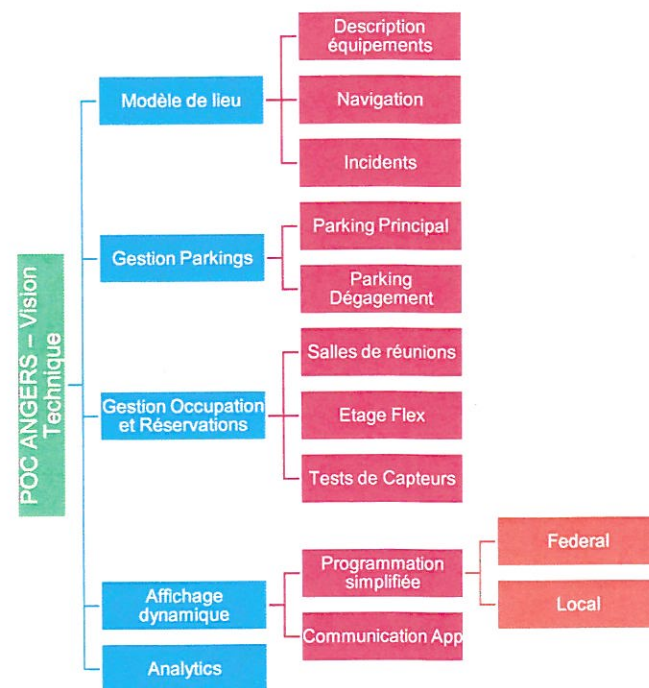 POC ANGERS – Vision
Technique
Modèle de lieu
Description
équipements
Navigation
Incidents
Gestion Parkings
Parking Principal
Parking
Dégagement
Gestion Occupation
et Réservations
Salles de réunions
Etage Flex
Tests de Capteurs
Affichage
dynamique
Programmation
simplifiée
Federal
Local
Communication App
Analytics